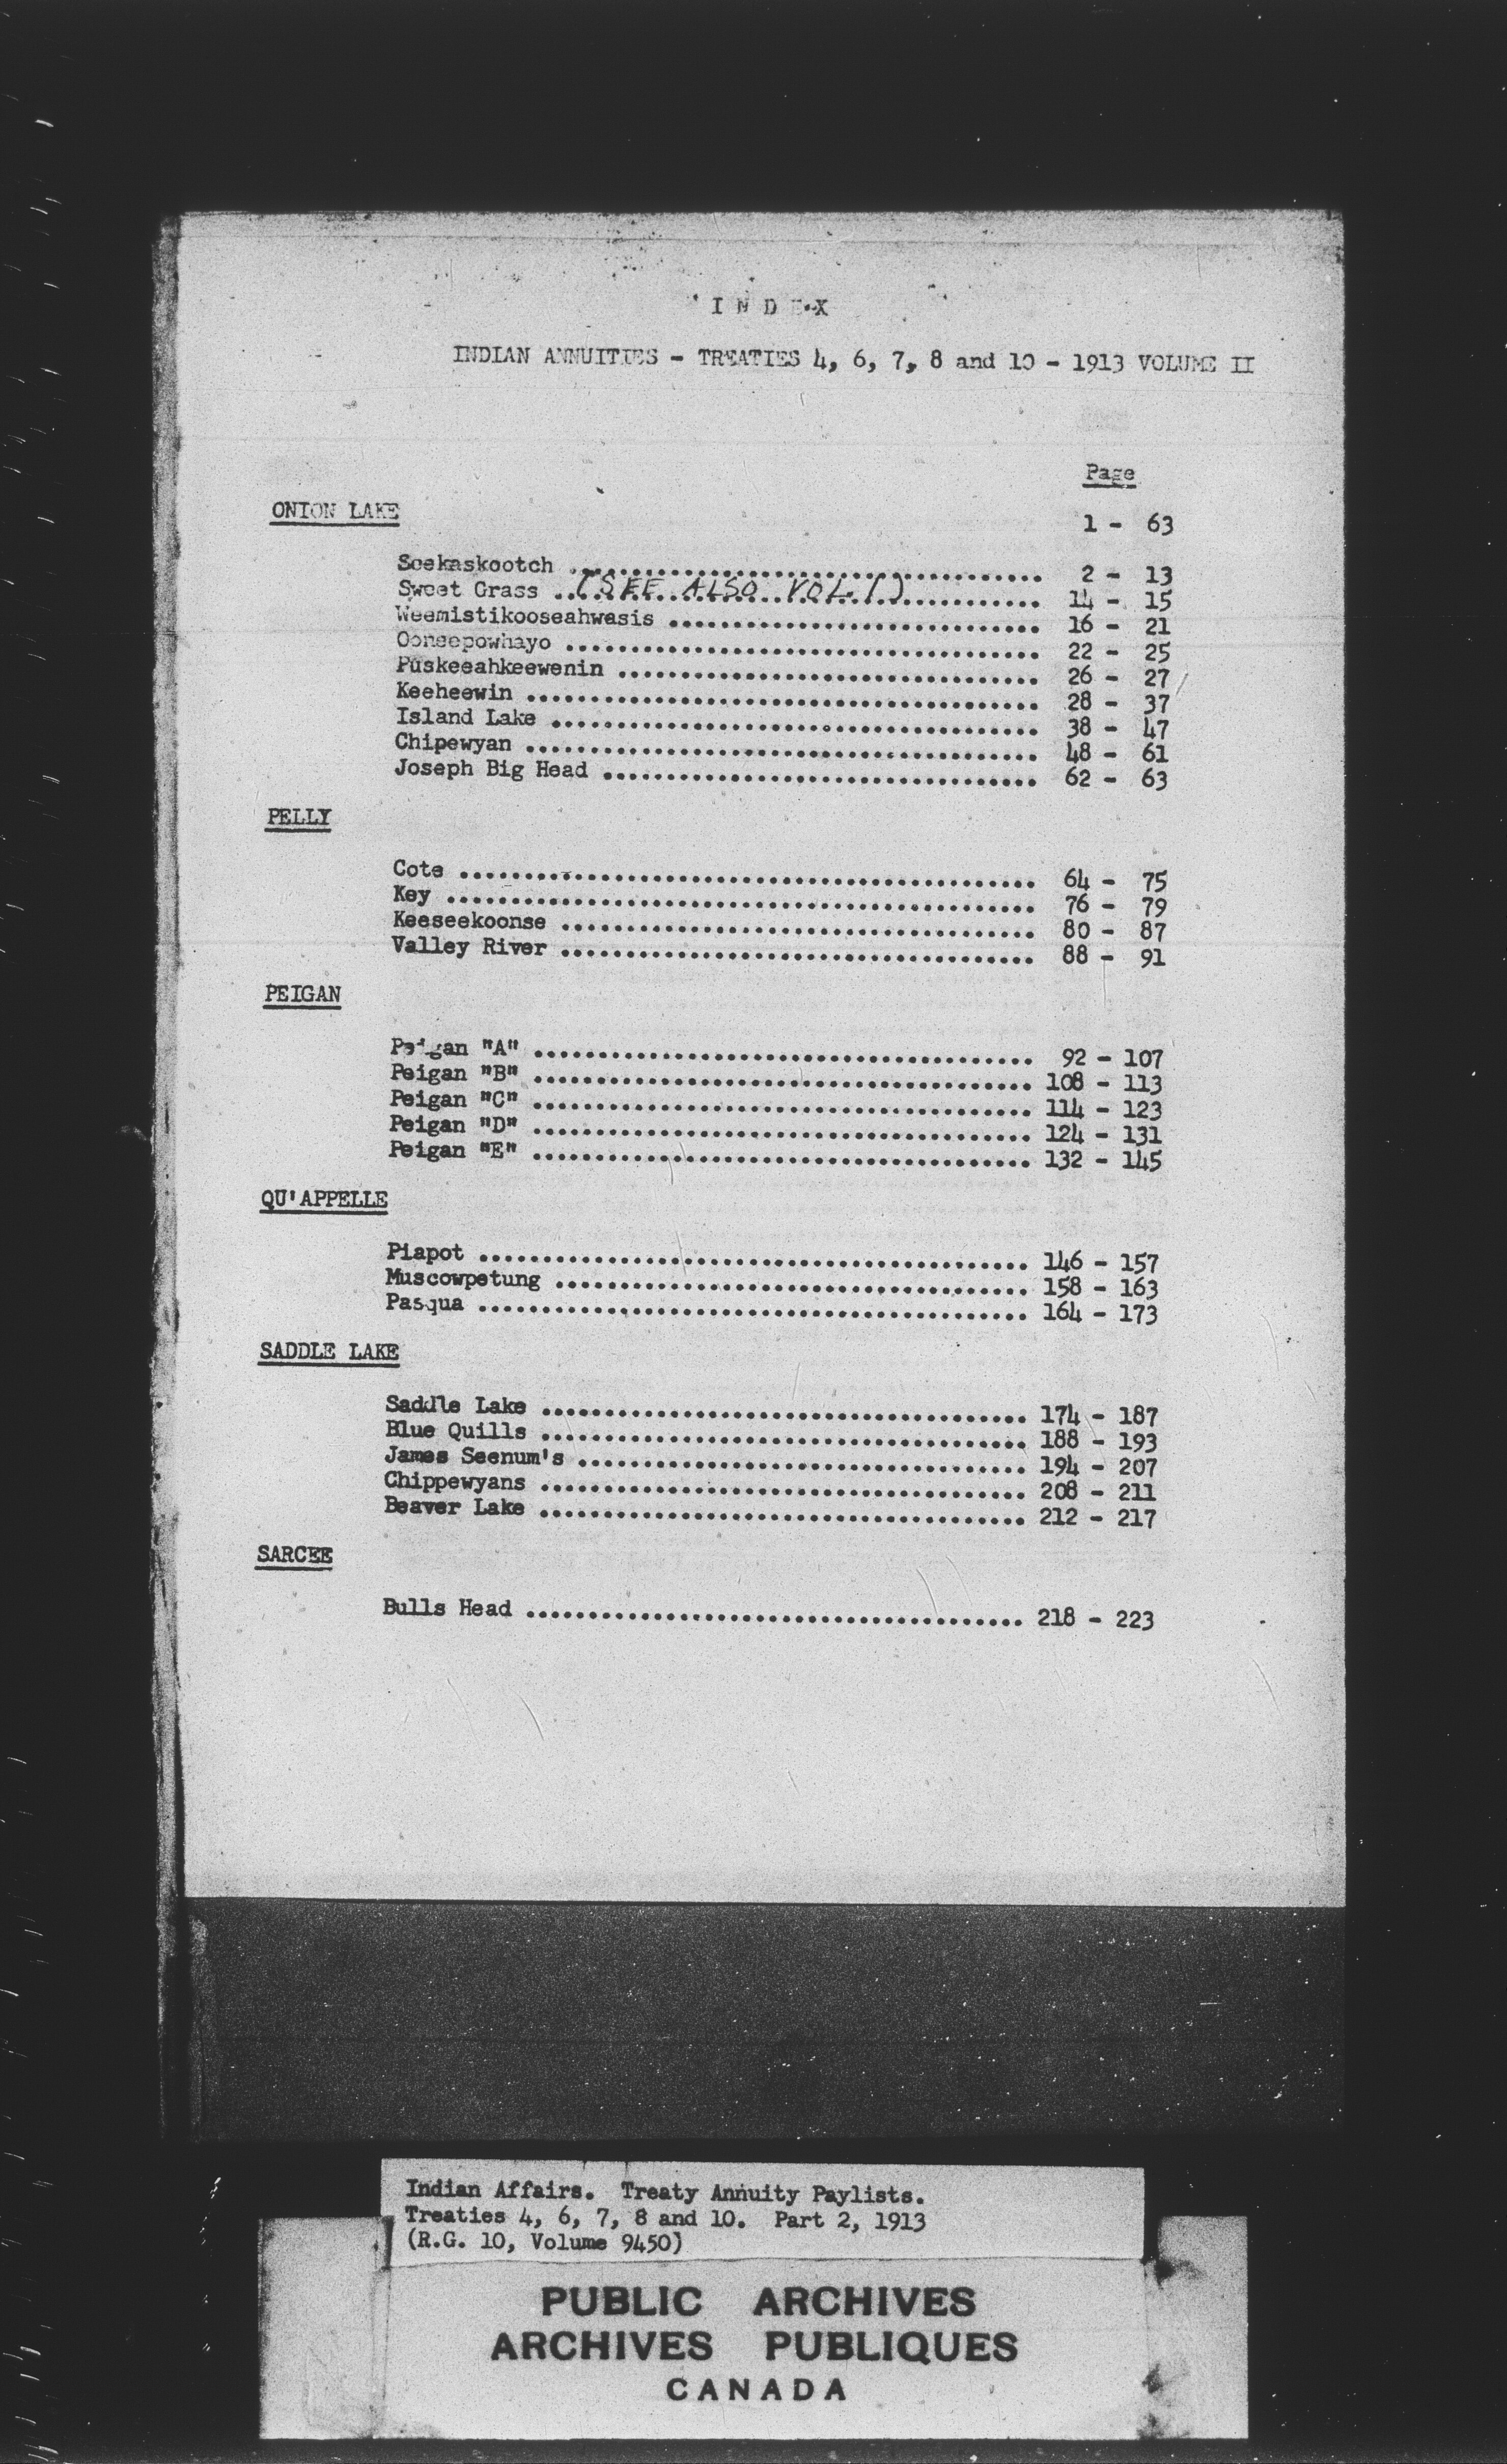 INDEX
INDIAN ANNUITIES - TREATIES 4, 6, 7, 8 and 10 - 1913 VOLUME II
Page
ONION LAKE 1 - 63
Seekaskootch ........................................ 2 - 13
Sweet Grass ..(SEE ALSO VOL.I)........... 14 - 15
Weemistikooseahwasis ............................. 16 - 21
Ooneepowhayo ..................................... 22 - 25
Puskeeahkeewenin ................................. 26 - 27
Keeheewin ........................................ 28 - 37
Island Lake ...................................... 38 - 47
Chipewyan ........................................ 48 - 61
Joseph Big Head .................................. 62 - 63
PELLY
Cote ............................................. 64 - 75
Key .............................................. 76 - 79
Keeseekoonse ..................................... 80 - 87
Valley River ..................................... 88 - 91
PEIGAN
Peigan "A" ....................................... 92 - 107
Peigan "B" ....................................... 108 - 113
Peigan "C" ....................................... 114 - 123
Peigan "D" ....................................... 124 - 131
Peigan "E" ....................................... 132 - 145
QU'APPELLE
Piapot ........................................... 146 - 157
Muscowpetung ..................................... 158 - 163
Pasqua ........................................... 164 - 173
SADDLE LAKE
Saddle Lake ...................................... 174 - 187
Blue Quills ...................................... 188 - 193
James Seenum's ................................... 194 - 207
Chippewyans ...................................... 208 - 211
Beaver Lake ...................................... 212 - 217
SARCEE
Bulls Head ....................................... 218 - 223
Indian Affairs. Treaty Annuity Paylists.
Treaties 4, 6, 7, 8 and 10. Part 2, 1913
(R.G. 10, Volume 9450)
PUBLIC ARCHIVES
ARCHIVES PUBLIQUES
CANADA